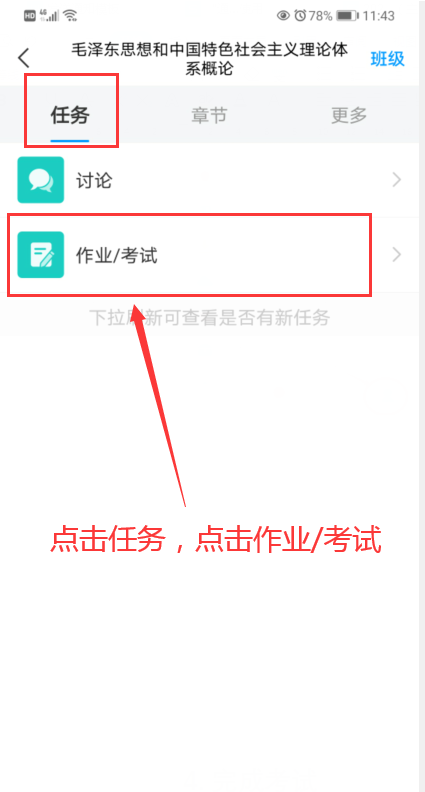 HD 4G 78% 11:43
毛泽东思想和中国特色社会主义理论体
系概论
班级
任务 章节 更多
讨论
作业/考试
下拉刷新可查看是否有新任务
点击任务，点击作业/考试